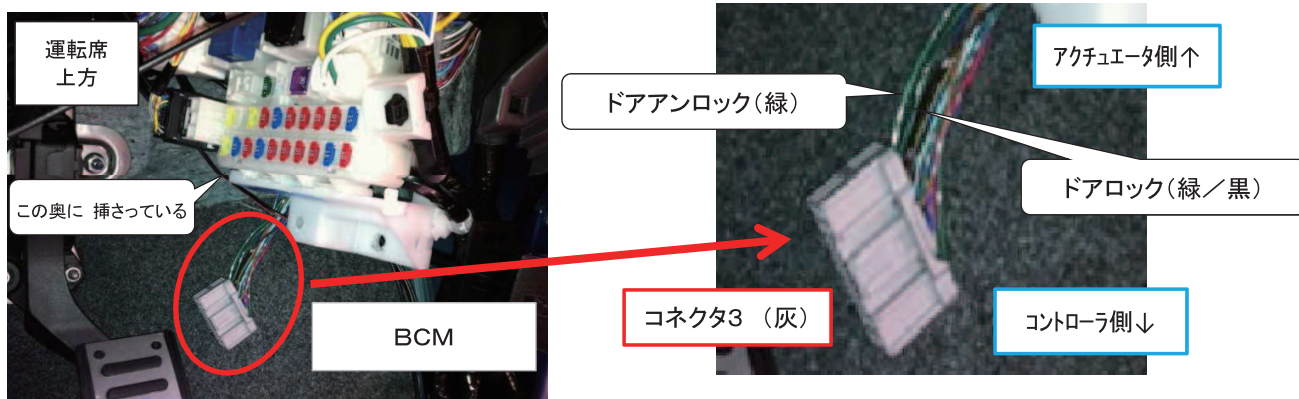 運転席
上方
この奥に 挿さっている
BCM
アクチュエータ側↑
ドアアンロック(緑)
ドアロック(緑/黒)
コネクタ3 (灰)
コントローラ側↓